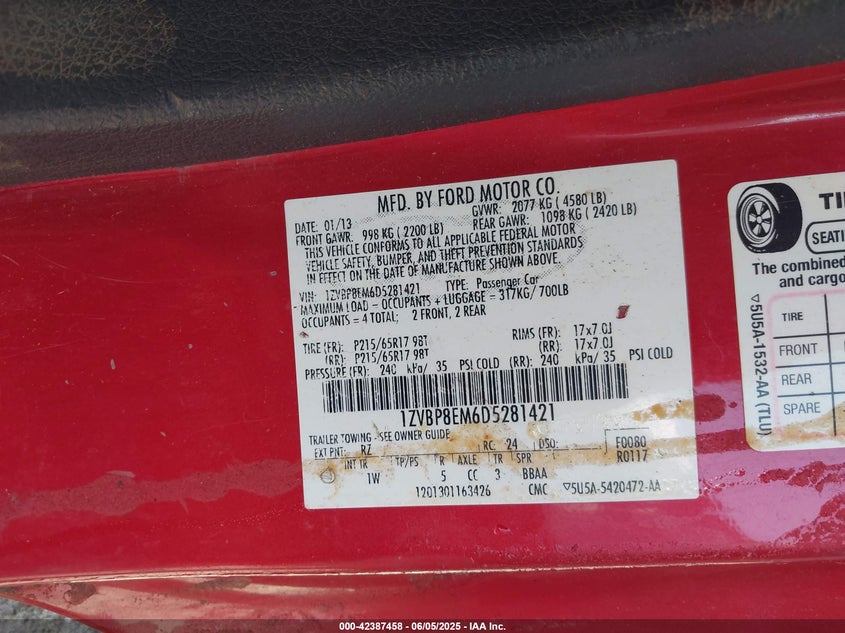 MFD. BY FORD MOTOR CO.
DATE: 01/13 GVWR: 2077 KG ( 4580 LB)
FRONT GAWR: 998 KG ( 2200 LB) REAR GAWR: 1098 KG ( 2420 LB)
THIS VEHICLE CONFORMS TO ALL APPLICABLE FEDERAL MOTOR
VEHICLE SAFETY, BUMPER, AND THEFT PREVENTION STANDARDS
IN EFFECT ON THE DATE OF MANUFACTURE SHOWN ABOVE.
VIN: 1ZVBP8EM6D5281421 TYPE: Passenger Car
MAXIMUM LOAD - OCCUPANTS + LUGGAGE = 317KG/ 700LB
OCCUPANTS = 4 TOTAL; 2 FRONT, 2 REAR
TIRE (FR): P215/65R17 98T RIMS (FR): 17x7.0J
(RR): P215/65R17 98T (RR): 17x7.0J
PRESSURE (FR): 240 kPa/ 35 PSI COLD (RR): 240 kPa/ 35 PSI COLD
1ZVBP8EM6D5281421
TRAILER TOWING - SEE OWNER GUIDE
EXT PNT: RZ RC: 24 DSO: F0080
INT TR TP/PS R AXLE TR SPR R0117
1W 5 CC 3 BBAA
1201301163426 CMC ▽5U5A-5420472-AA
TI
SEATI
The combined
and cargo
TIRE
FRONT
REAR
SPARE
▽5U5A-1532-AA (TLU)
000-42387458 - 06/05/2025 - IAA Inc.